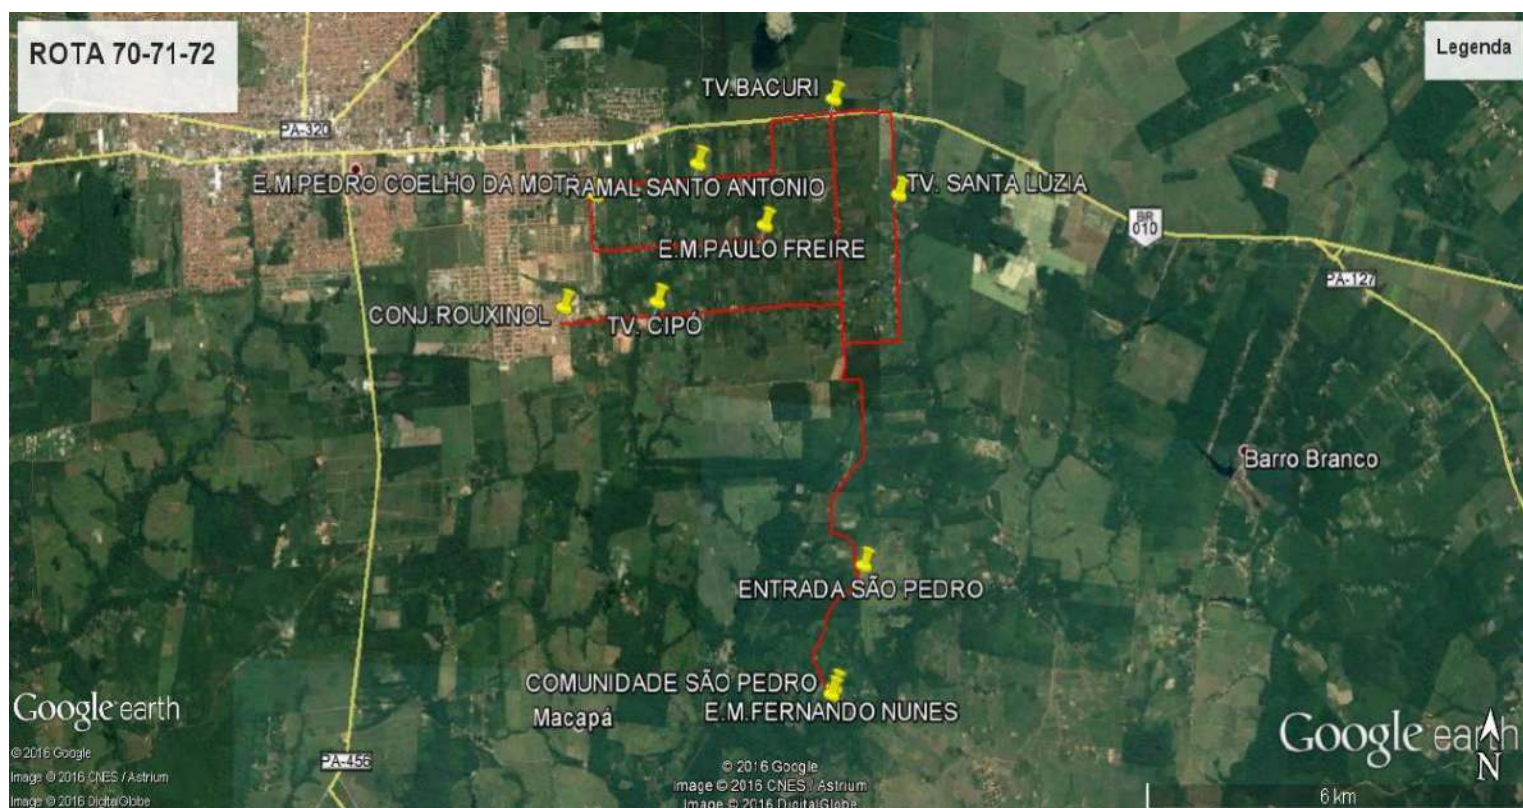 ROTA 70-71-72
Legenda
TV.BACURI
PA-320
E.M.PEDRO COELHO DA MOT
RAMAL SANTO ANTONIO
TV. SANTA LUZIA
BR
010
E.M.PAULO FREIRE
PA-127
CONJ.ROUXINOL
TV. CIPÓ
Barro Branco
ENTRADA SÃO PEDRO
COMUNIDADE SÃO PEDRO
E.M.FERNANDO NUNES
Macapá
Google earth
Google earth
N
PA-456
© 2016 Google
Image © 2016 CNES / Astrium
Image © 2016 DigitalGlobe
© 2016 Google
Image © 2016 CNES / Astrium
Image © 2016 DigitalGlobe
6 km